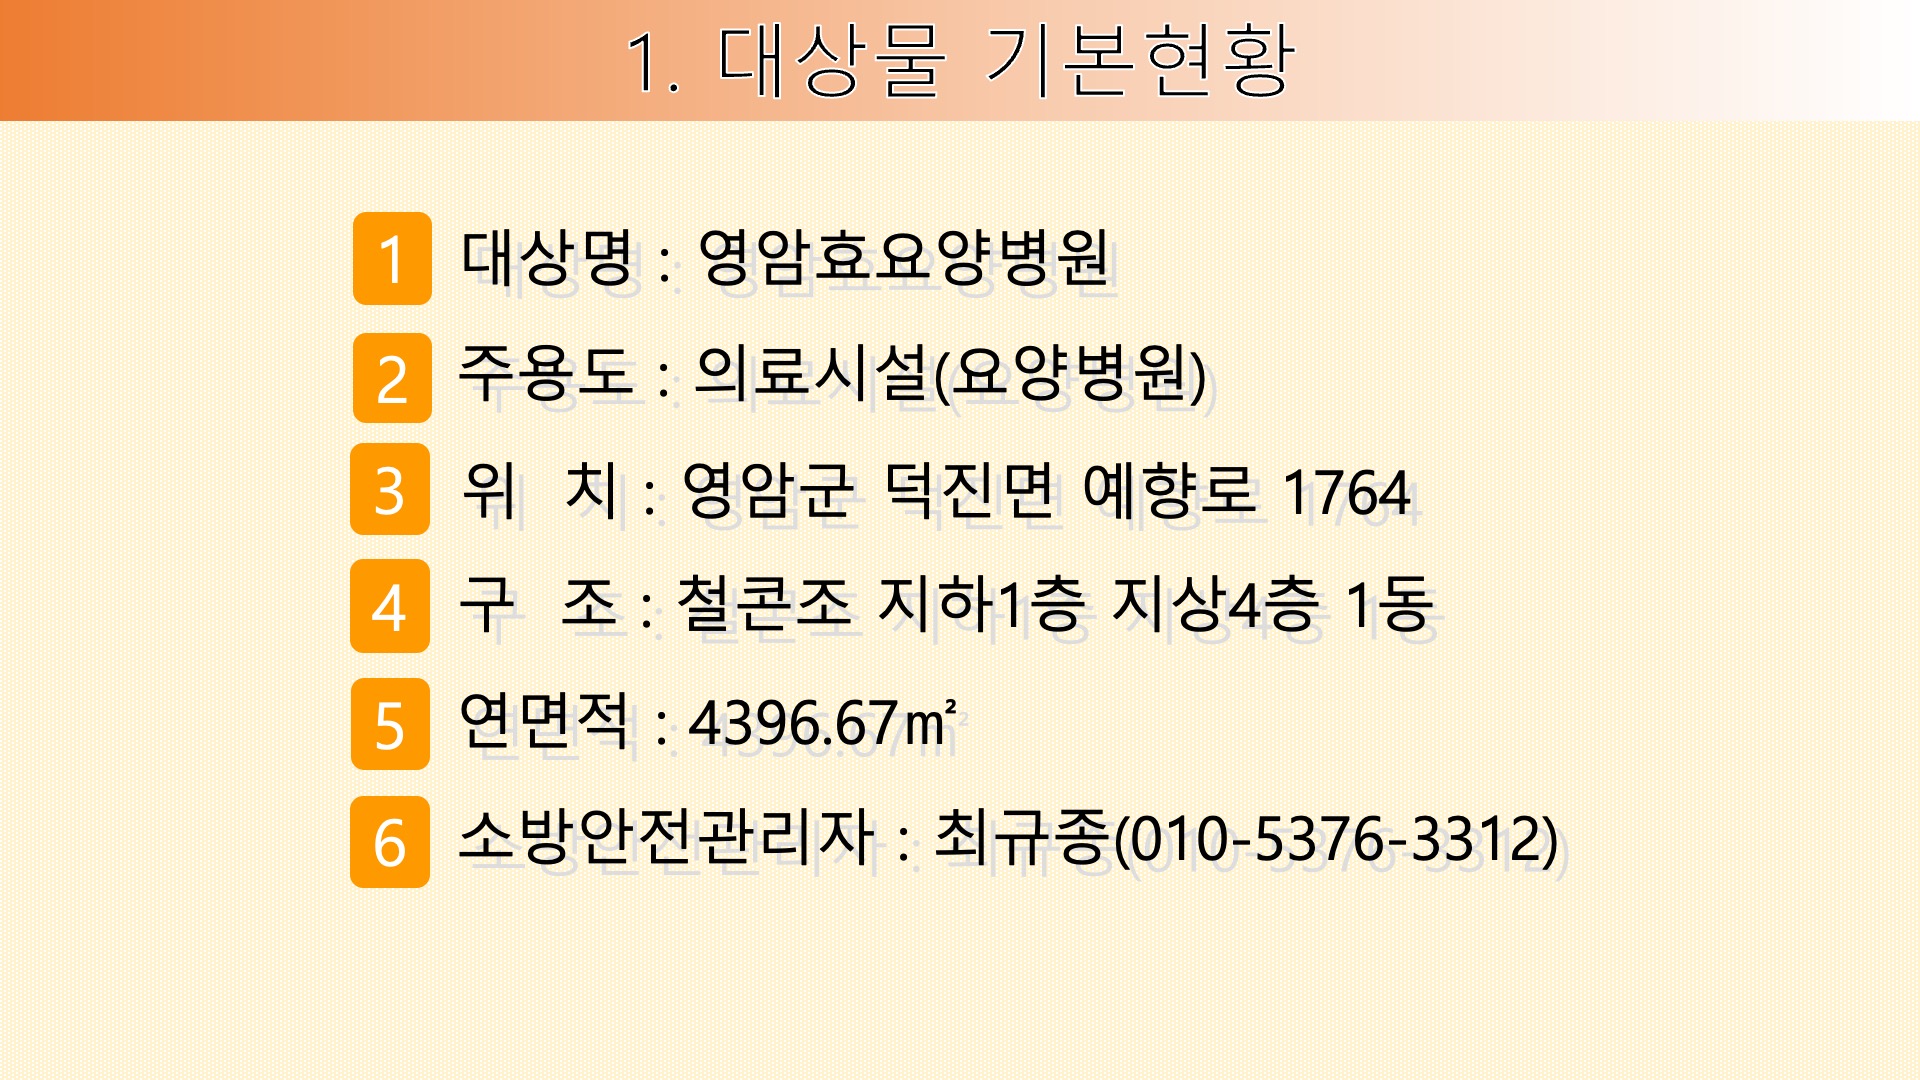 1. 대상물 기본현황
1 대상명 : 영암효요양병원
2 주용도 : 의료시설(요양병원)
3 위 치 : 영암군 덕진면 예향로 1764
4 구 조 : 철콘조 지하1층 지상4층 1동
5 연면적 : 4396.67㎡
6 소방안전관리자 : 최규종(010-5376-3312)